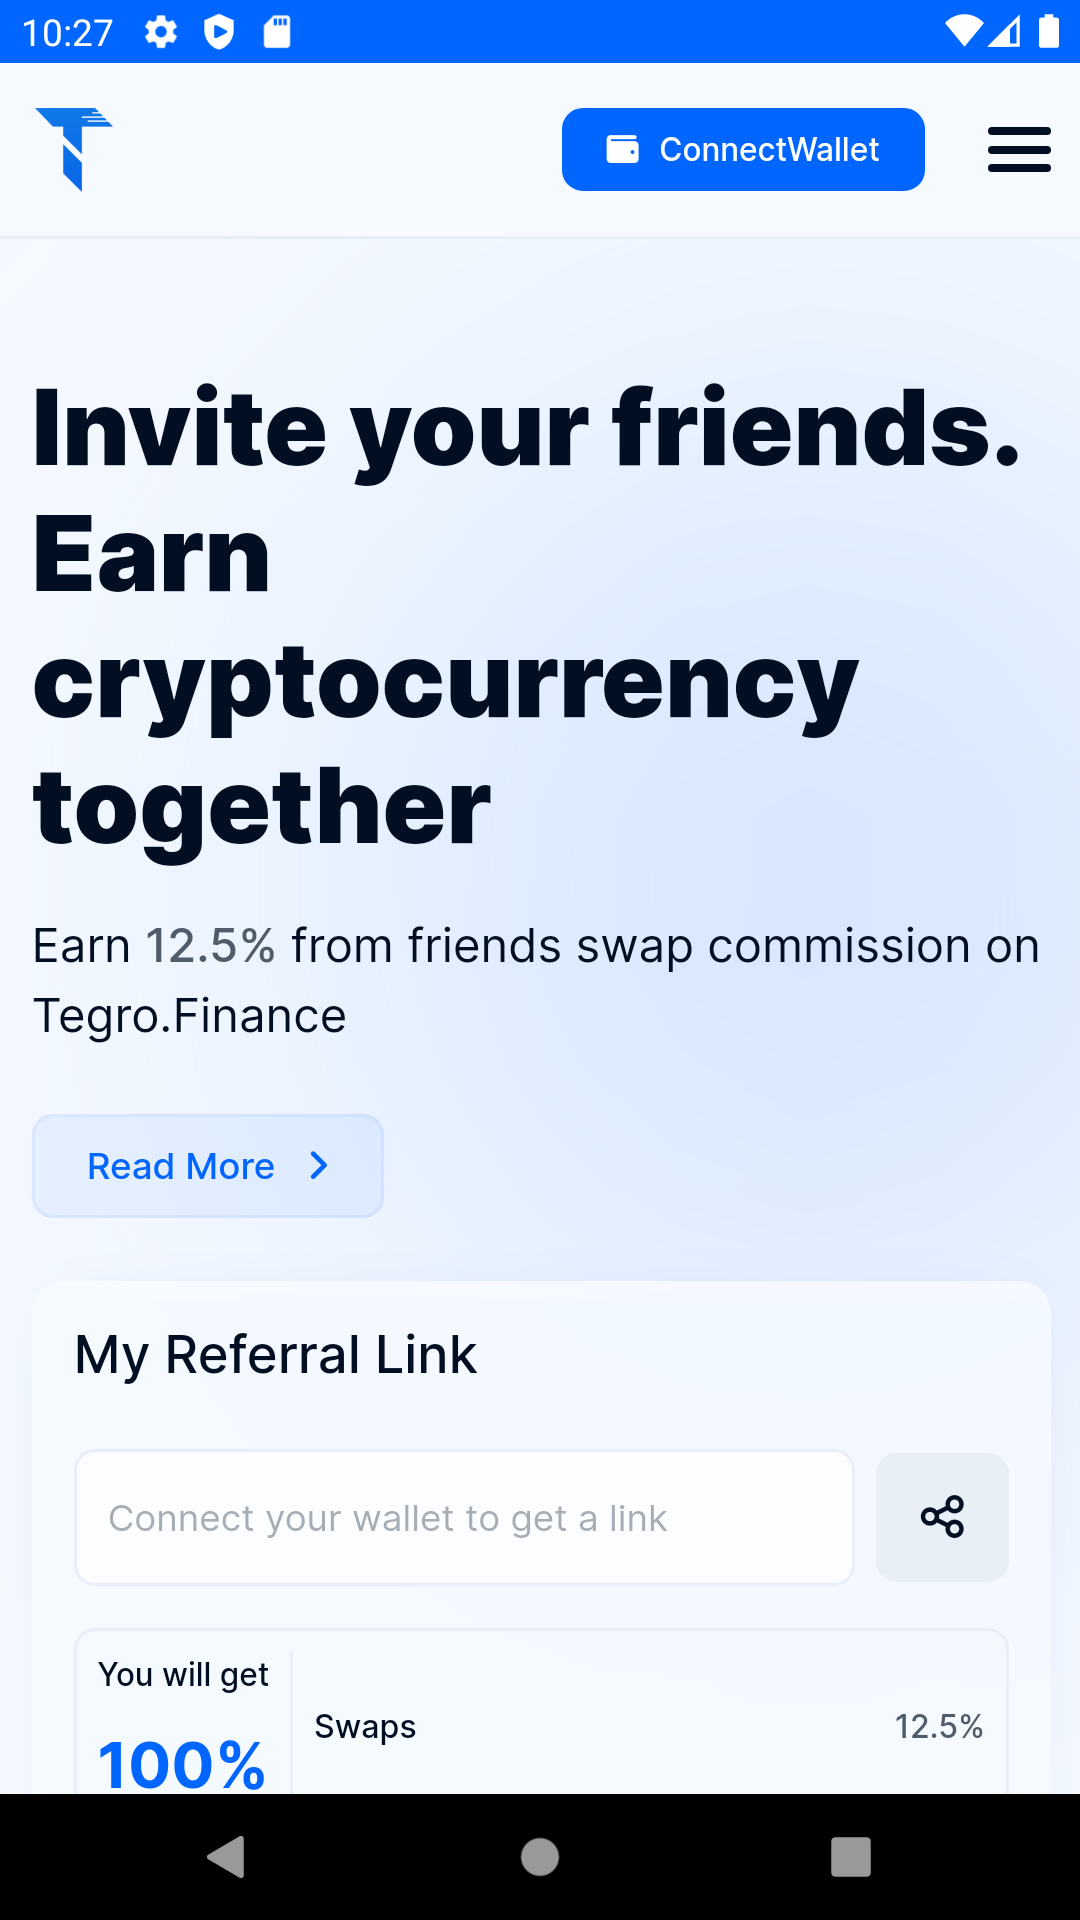 10:27
ConnectWallet
Invite your friends.
Earn
cryptocurrency
together
Earn 12.5% from friends swap commission on
Tegro.Finance
Read More
My Referral Link
Connect your wallet to get a link
You will get
100%
Swaps
12.5%